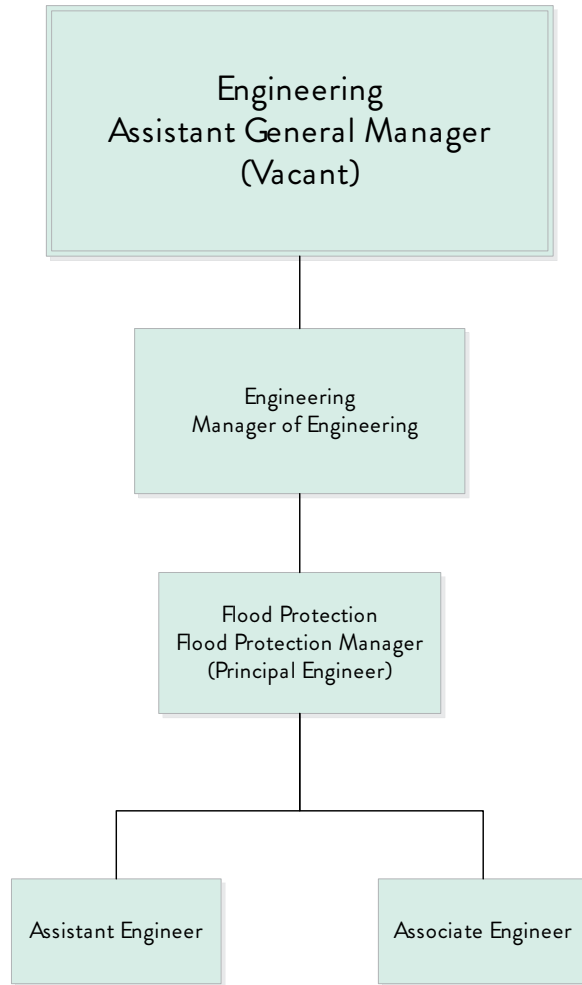 Engineering
Assistant General Manager
(Vacant)
Engineering
Manager of Engineering
Flood Protection
Flood Protection Manager
(Principal Engineer)
Assistant Engineer
Associate Engineer